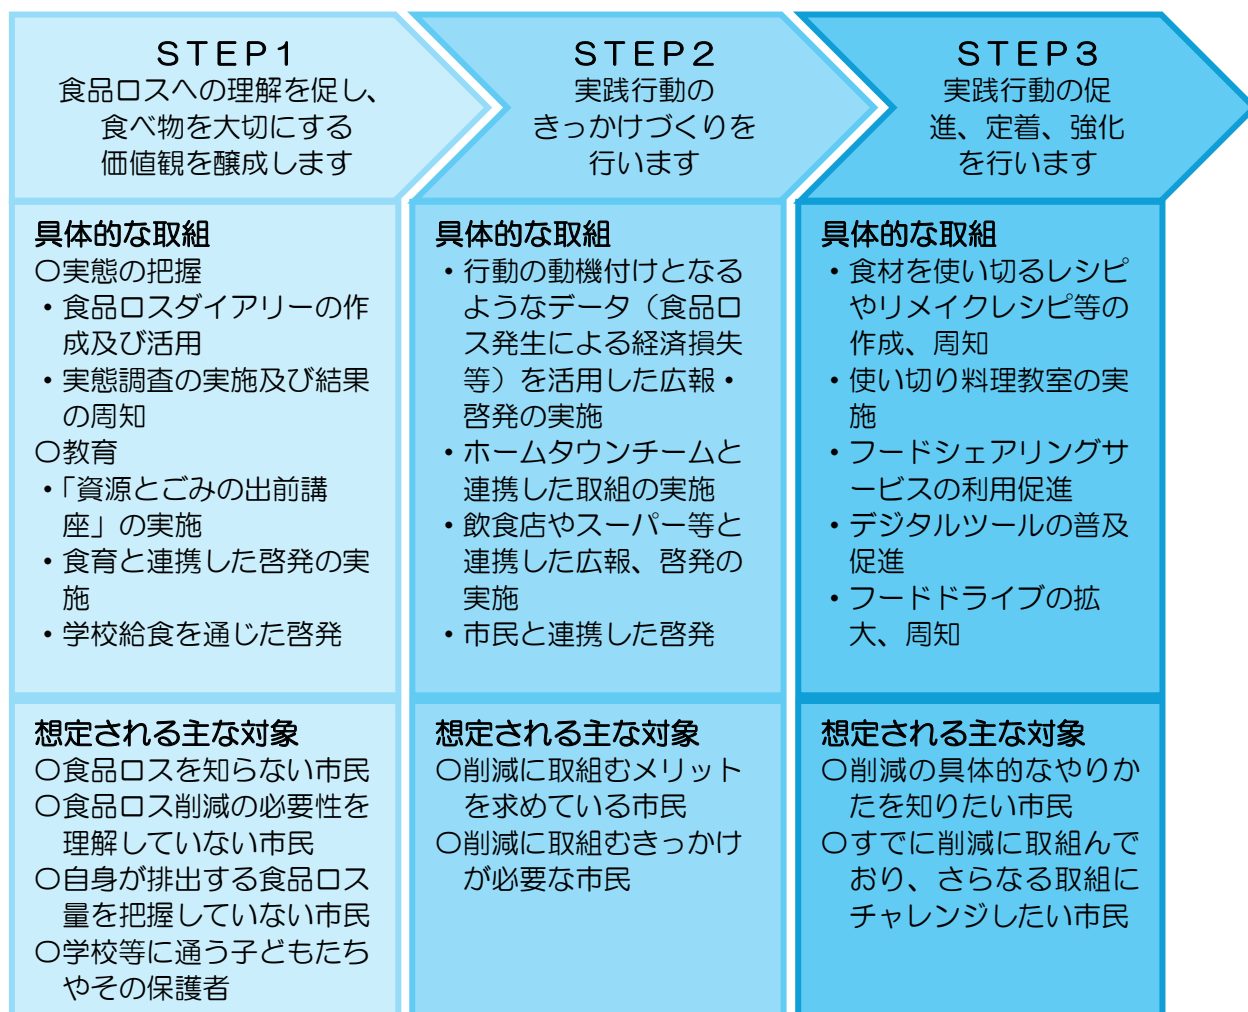 STEP1
食品ロスへの理解を促し、
食べ物を大切にする
価値観を醸成します
具体的な取組
〇実態の把握
・食品ロスダイアリーの作
成及び活用
・実態調査の実施及び結果
の周知
〇教育
・「資源とごみの出前講
座」の実施
・食育と連携した啓発の実
施
・学校給食を通じた啓発
想定される主な対象
〇食品ロスを知らない市民
〇食品ロス削減の必要性を
理解していない市民
〇自身が排出する食品ロス
量を把握していない市民
〇学校等に通う子どもたち
やその保護者
STEP2
実践行動の
きっかけづくりを
行います
具体的な取組
・行動の動機付けとなる
ようなデータ（食品ロ
ス発生による経済損失
等）を活用した広報・
啓発の実施
・ホームタウンチームと
連携した取組の実施
・飲食店やスーパー等と
連携した広報、啓発の
実施
・市民と連携した啓発
想定される主な対象
〇削減に取組むメリット
を求めている市民
〇削減に取組むきっかけ
が必要な市民
STEP3
実践行動の促
進、定着、強化
を行います
具体的な取組
・食材を使い切るレシピ
やリメイクレシピ等の
作成、周知
・使い切り料理教室の実
施
・フードシェアリングサ
ービスの利用促進
・デジタルツールの普及
促進
・フードドライブの拡
大、周知
想定される主な対象
〇削減の具体的なやりか
たを知りたい市民
〇すでに削減に取組んで
おり、さらなる取組に
チャレンジしたい市民